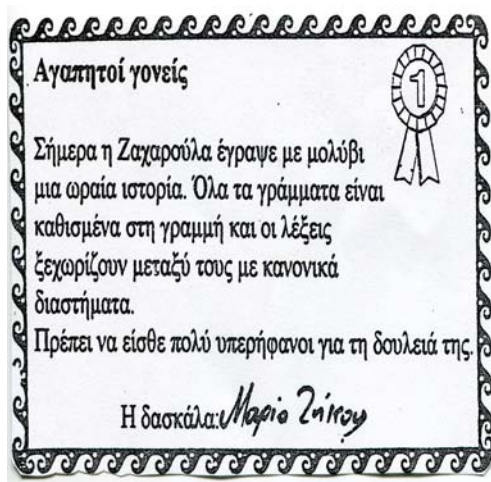 Αγαπητοί γονείς
1
Σήμερα η Ζαχαρούλα έγραψε με μολύβι
μια ωραία ιστορία. Όλα τα γράμματα είναι
καθισμένα στη γραμμή και οι λέξεις
ξεχωρίζουν μεταξύ τους με κανονικά
διαστήματα.
Πρέπει να είσθε πολύ υπερήφανοι για τη δουλειά της.
Η δασκάλα: Μαρία